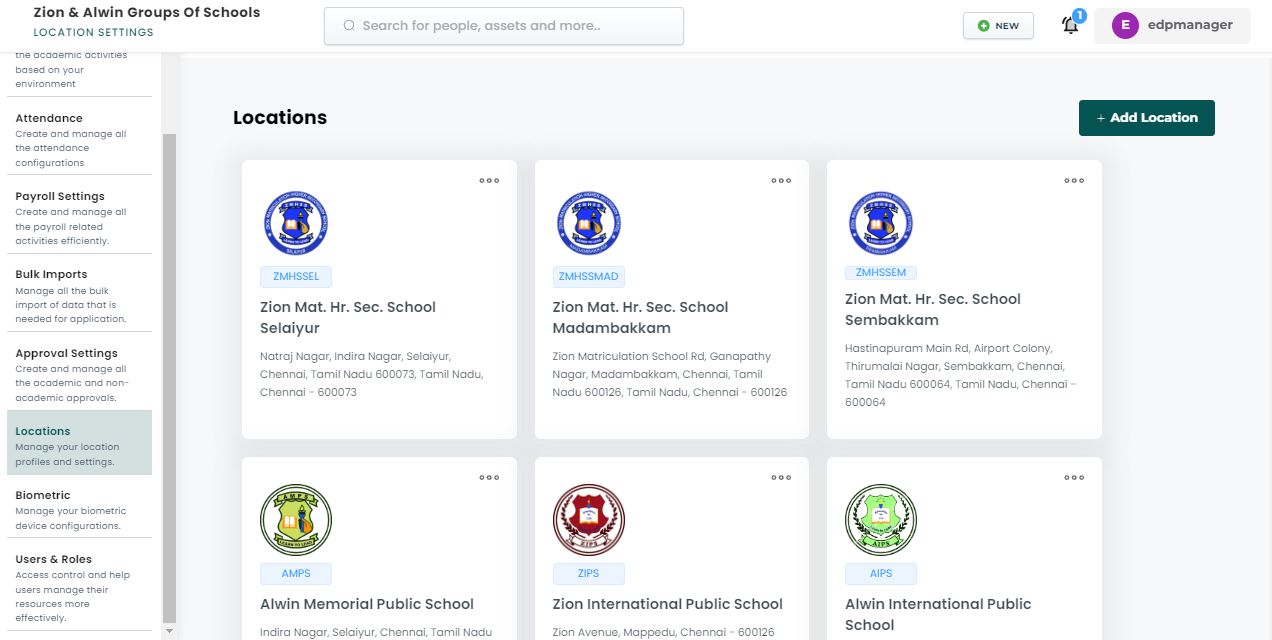 Zion & Alwin Groups Of Schools
LOCATION SETTINGS
Search for people, assets and more..
NEW
1
E
edpmanager
the academic activities
based on your
environment
Attendance
Create and manage all
the attendance
configurations
Payroll Settings
Create and manage all
the payroll related
activities efficiently.
Bulk Imports
Manage all the bulk
import of data that is
needed for application.
Approval Settings
Create and manage all
the academic and non-
academic approvals.
Locations
Manage your location
profiles and settings.
Biometric
Manage your biometric
device configurations.
Users & Roles
Access control and help
users manage their
resources more
effectively.
Locations
+ Add Location
ZMHSSEL
Zion Mat. Hr. Sec. School
Selaiyur
Natraj Nagar, Indira Nagar, Selaiyur,
Chennai, Tamil Nadu 600073, Tamil Nadu,
Chennai - 600073
ZMHSSMAD
Zion Mat. Hr. Sec. School
Madambakkam
Zion Matriculation School Rd, Ganapathy
Nagar, Madambakkam, Chennai, Tamil
Nadu 600126, Tamil Nadu, Chennai - 600126
ZMHSSEM
Zion Mat. Hr. Sec. School
Sembakkam
Hastinapuram Main Rd, Airport Colony,
Thirumalai Nagar, Sembakkam, Chennai,
Tamil Nadu 600064, Tamil Nadu, Chennai -
600064
AMPS
LEARN TO LEAD
AMPS
Alwin Memorial Public School
Indira Nagar, Selaiyur, Chennai, Tamil Nadu
ZIPS
ZIPS
Zion International Public School
Zion Avenue, Mappedu, Chennai - 600126
AIPS
AIPS
Alwin International Public
School